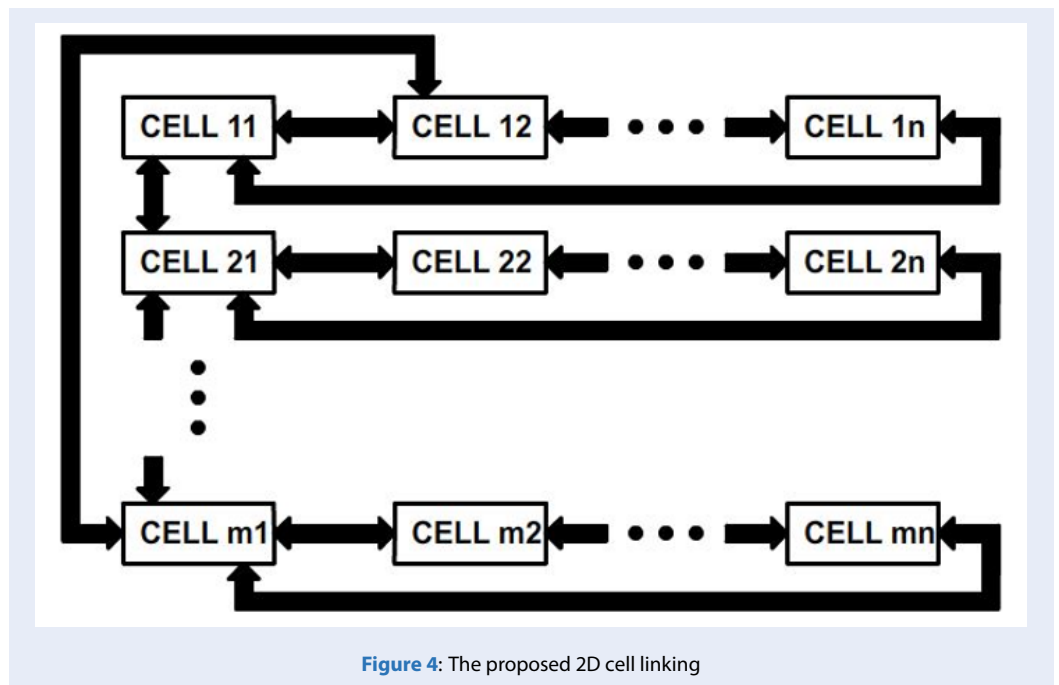 CELL 11 CELL 12 CELL 1n
CELL 21 CELL 22 CELL 2n
CELL m1 CELL m2 CELL mn
Figure 4: The proposed 2D cell linking